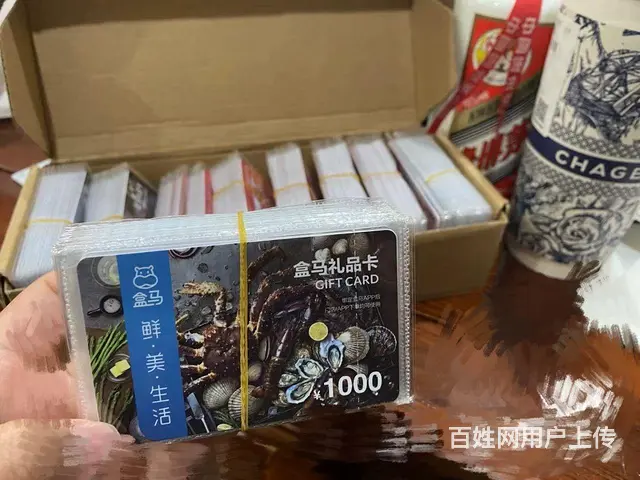 盒马
鲜·美·生活
盒马礼品卡
GIFT CARD
¥1000
CHAGE
百姓网用户上传